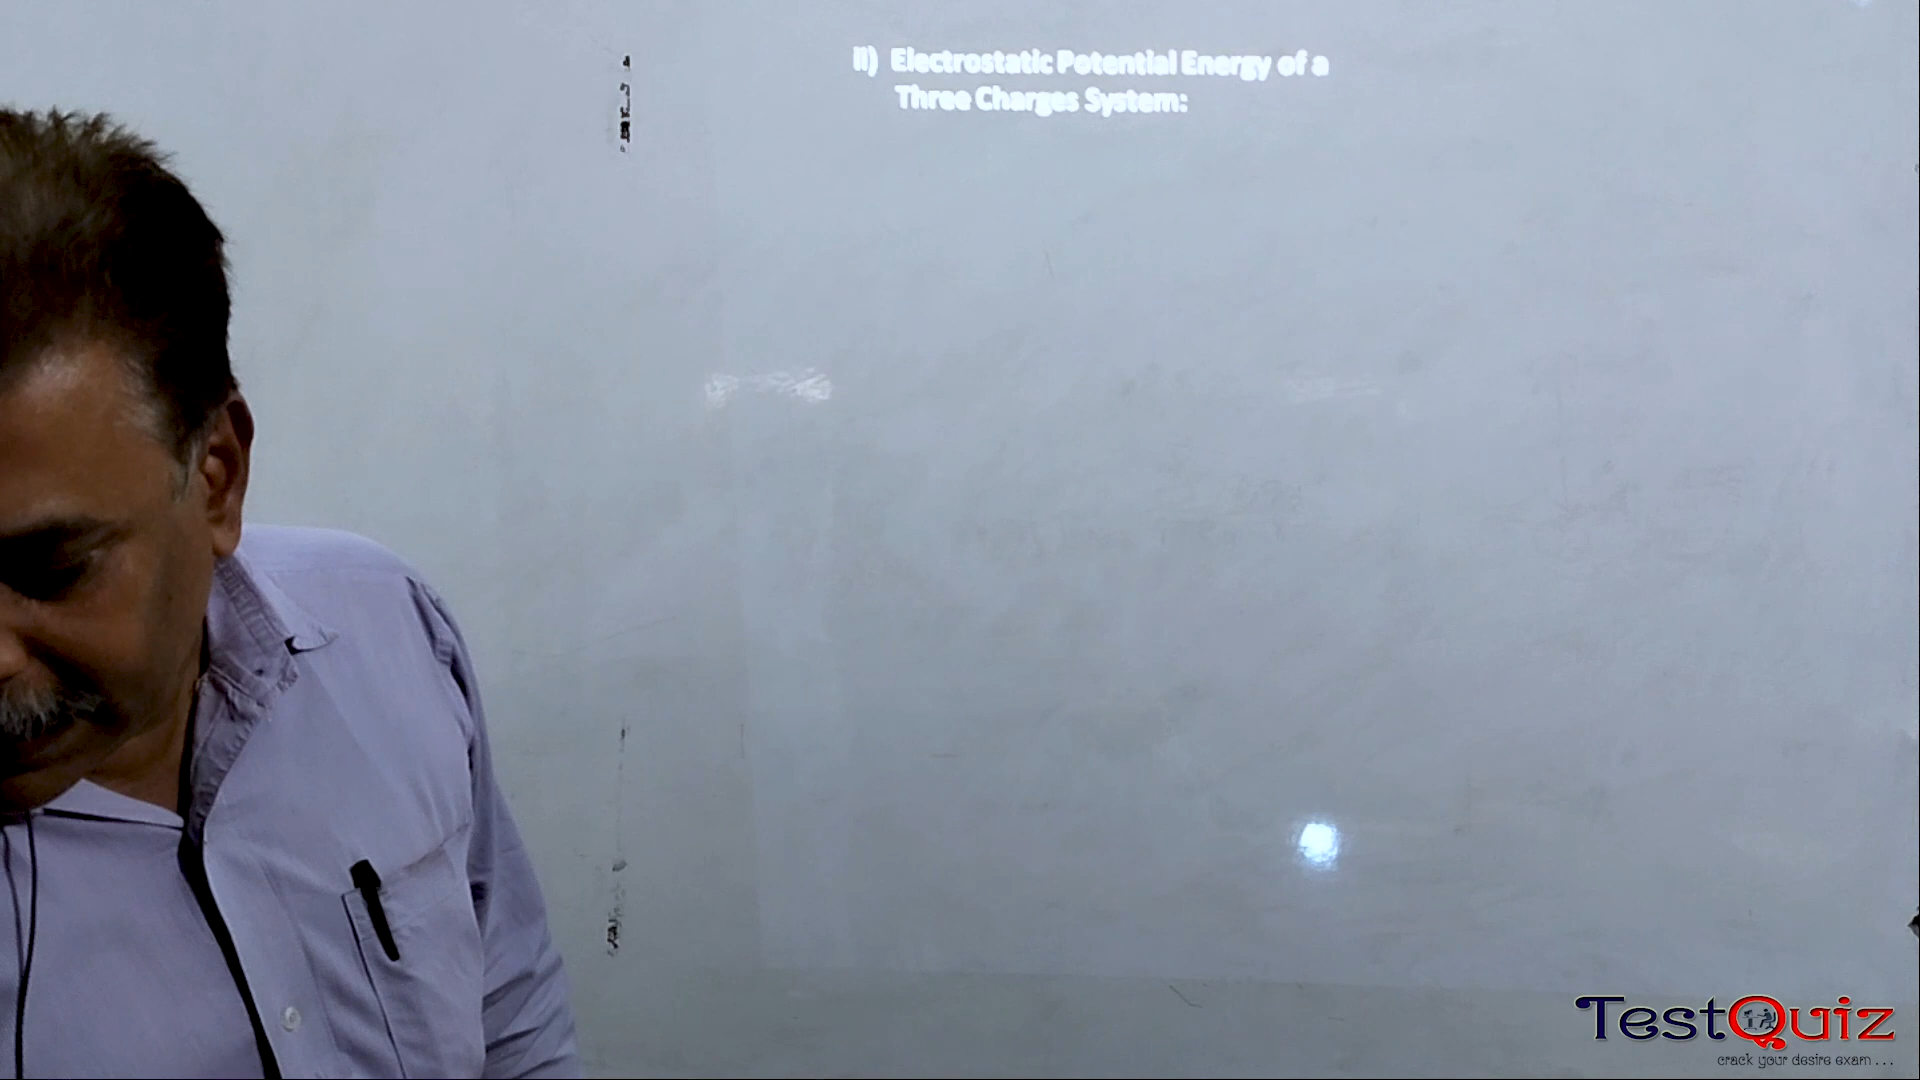 ii) Electrostatic Potential Energy of a
Three Charges System:
TestQuiz
crack your desire exam ...